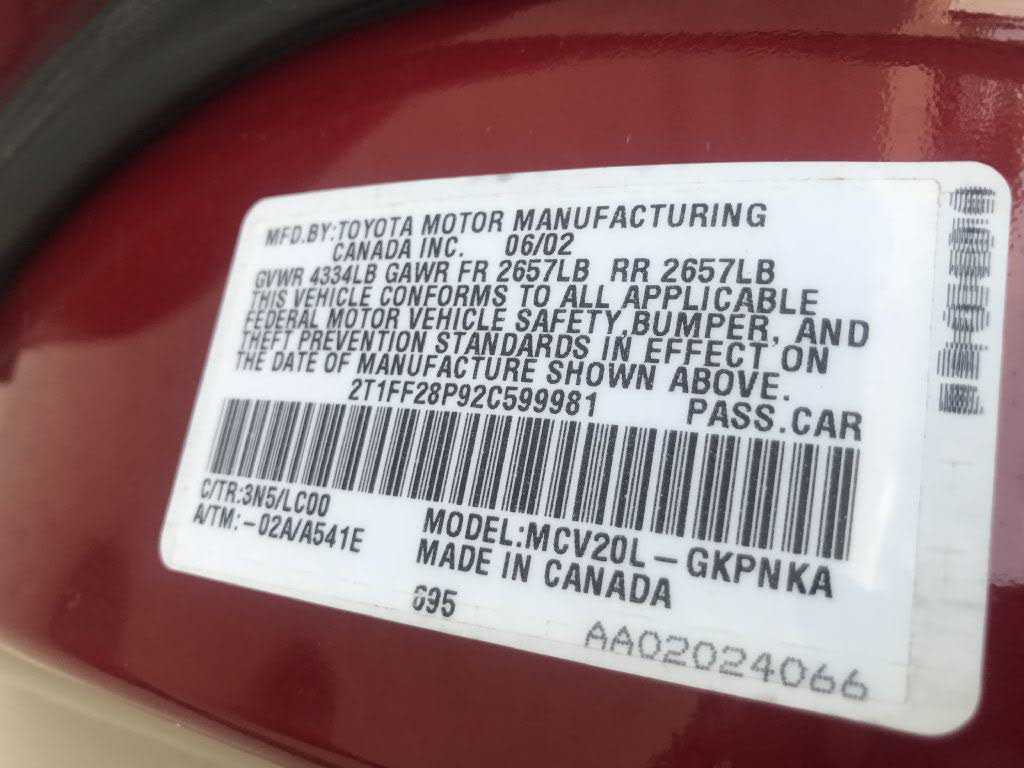 MFD.BY:TOYOTA MOTOR MANUFACTURING
CANADA INC. 06/02
GVWR 4334LB GAWR FR 2657LB RR 2657LB
THIS VEHICLE CONFORMS TO ALL APPLICABLE
FEDERAL MOTOR VEHICLE SAFETY,BUMPER, AND
THEFT PREVENTION STANDARDS IN EFFECT ON
THE DATE OF MANUFACTURE SHOWN ABOVE.
2T1FF28P92C599981 PASS.CAR
C/TR:3N5/LC00
A/TM:-02A/A541E
MODEL:MCV20L-GKPNKA
MADE IN CANADA
695
AA02024066